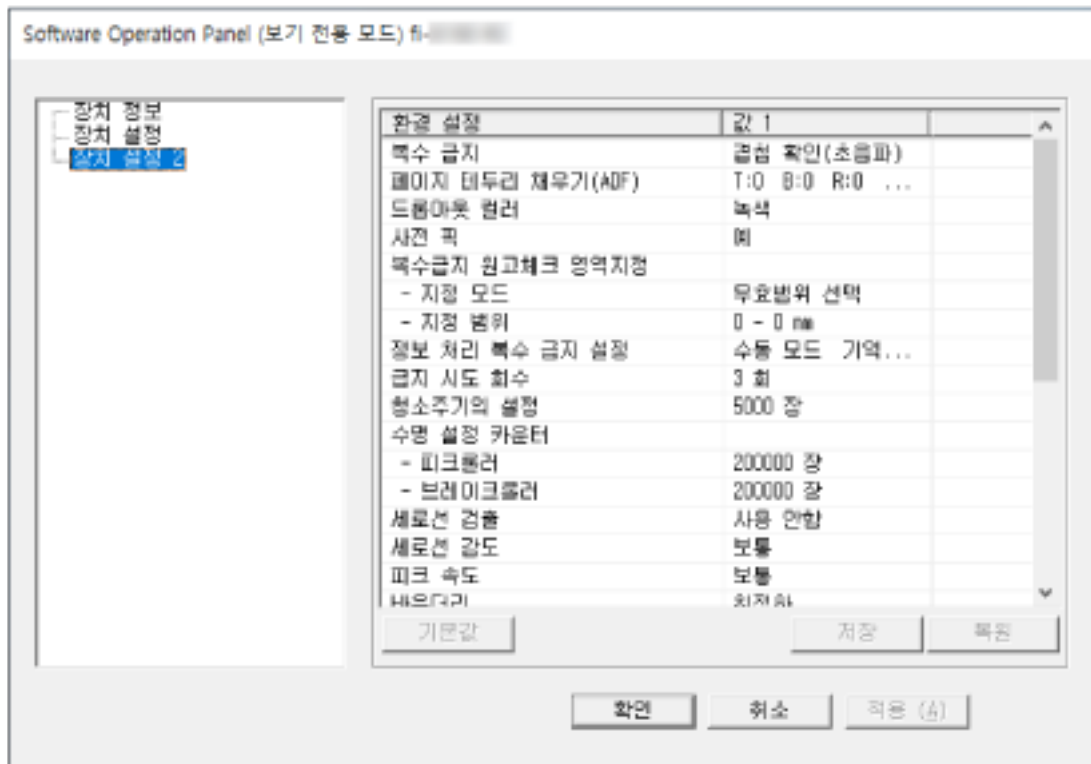 Software Operation Panel (보기 전용 모드) fi-
장치 정보
장치 설정
장치 설정 2
환경 설정 값 1
복수 급지 겹침 확인(초음파)
페이지 테두리 채우기(ADF) T:0 B:0 R:0 ...
드롭아웃 컬러 녹색
사전 픽 예
복수급지 원고체크 영역지정
- 지정 모드 무효범위 선택
- 지정 범위 0 - 0 mm
정보 처리 복수 급지 설정 수동 모드 기억...
급지 시도 회수 3 회
청소주기의 설정 5000 장
수명 설정 카운터
- 피크롤러 200000 장
- 브레이크롤러 200000 장
세로선 검출 사용 안함
세로선 감도 보통
피크 속도 보통
기본값 저장 복원
확인 취소 적용 (A)